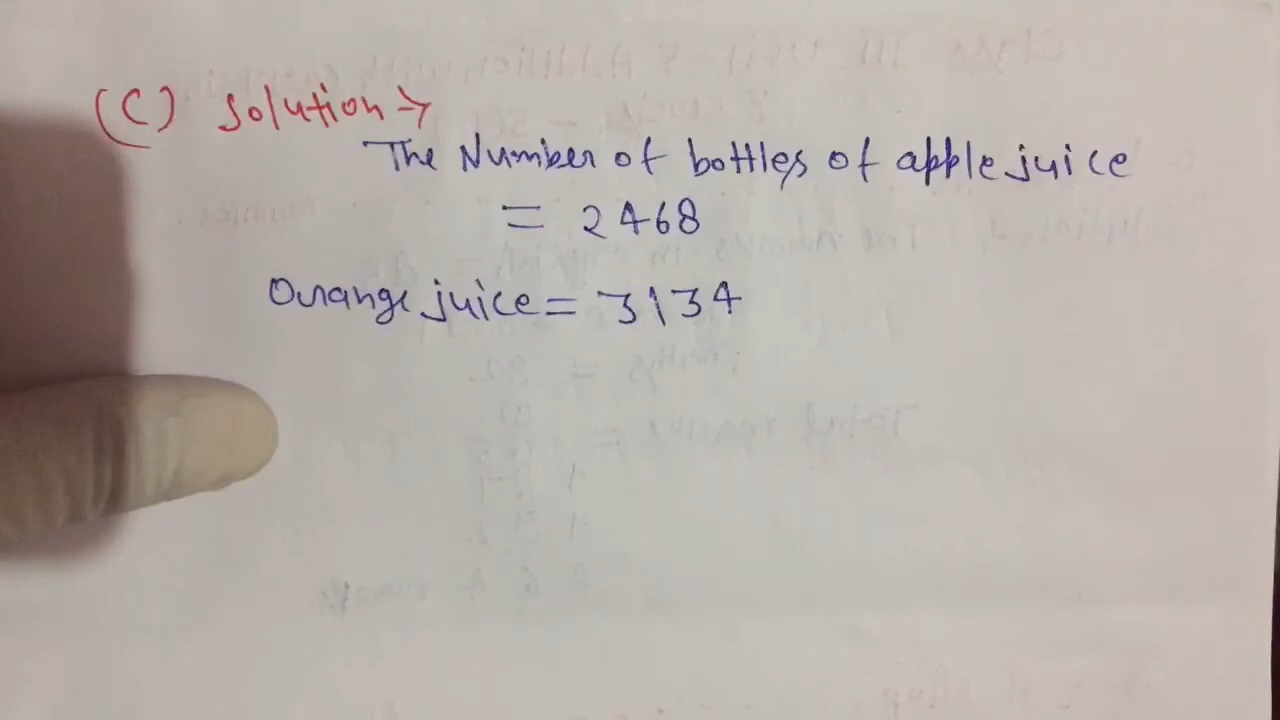 (C) Solution →
The Number of bottles of apple juice
= 2468
Orange juice = 3134